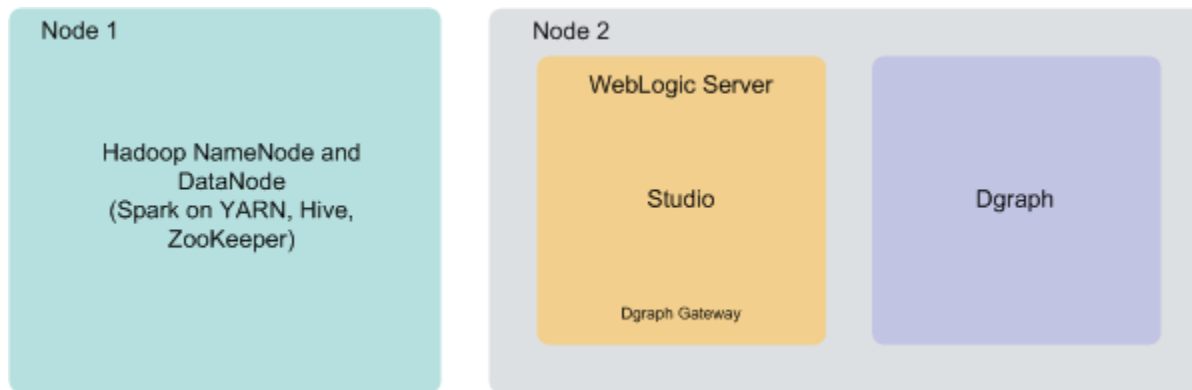 Node 1
Hadoop NameNode and
DataNode
(Spark on YARN, Hive,
ZooKeeper)
Node 2
WebLogic Server
Studio
Dgraph Gateway
Dgraph